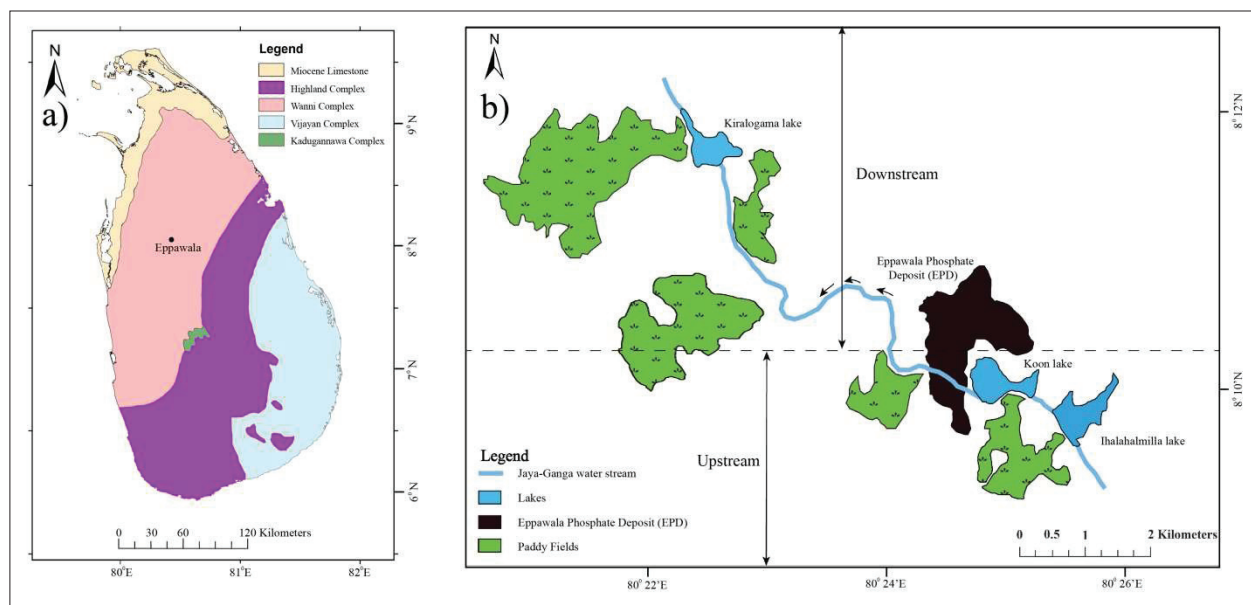 N
a)
Legend
Miocene Limestone
Highland Complex
Wanni Complex
Vijayan Complex
Kadugannawa Complex
Eppawala
9°N
8°N
7°N
6°N
0 30 60 120 Kilometers
80°E 81°E 82°E
N
b)
Kiralogama lake
Downstream
Eppawala Phosphate
Deposit (EPD)
Koon lake
Ihalahalmilla lake
Upstream
Legend
Jaya-Ganga water stream
Lakes
Eppawala Phosphate Deposit (EPD)
Paddy Fields
0 0.5 1 2 Kilometers
8° 12'N
8° 10'N
80° 22'E 80° 24'E 80° 26'E